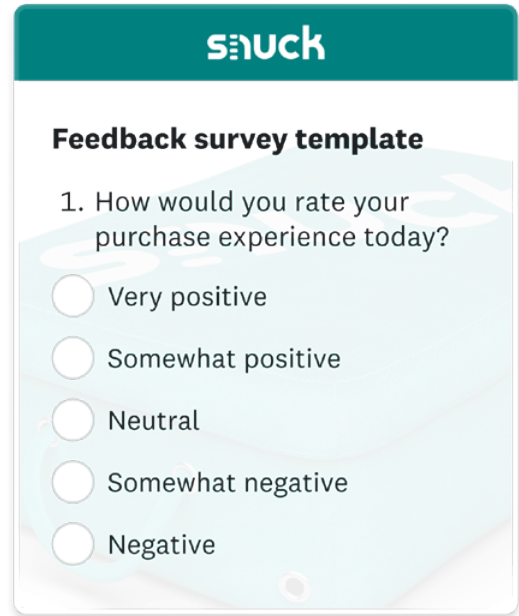 snuck
Feedback survey template
1. How would you rate your
purchase experience today?
Very positive
Somewhat positive
Neutral
Somewhat negative
Negative